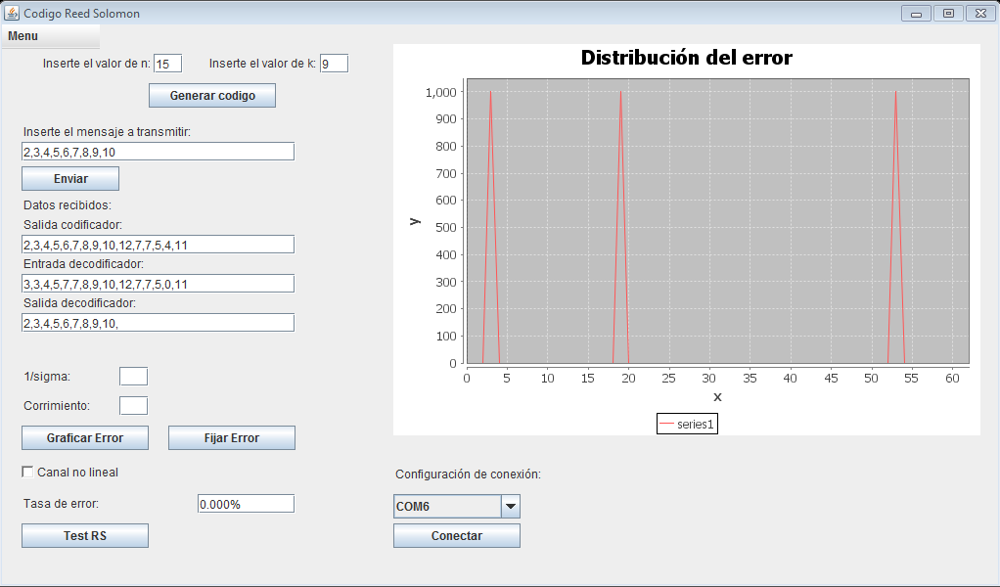 Codigo Reed Solomon
Menu
Inserte el valor de n: 15 Inserte el valor de k: 9
Generar codigo
Inserte el mensaje a transmitir:
2,3,4,5,6,7,8,9,10
Enviar
Datos recibidos:
Salida codificador:
2,3,4,5,6,7,8,9,10,12,7,7,5,4,11
Entrada decodificador:
3,3,4,5,7,7,8,9,10,12,7,7,5,0,11
Salida decodificador:
2,3,4,5,6,7,8,9,10,
1/sigma:
Corrimiento:
Graficar Error Fijar Error
Canal no lineal
Tasa de error: 0.000%
Test RS
Distribución del error
1,000
900
800
700
600
500
400
300
200
100
0
y
0 5 10 15 20 25 30 35 40 45 50 55 60
x
series1
Configuración de conexión:
COM6
Conectar